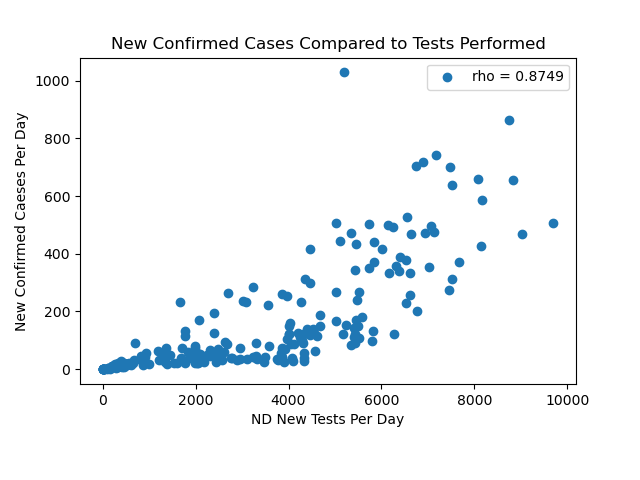 New Confirmed Cases Compared to Tests Performed
rho = 0.8749
New Confirmed Caeses Per Day
1000
800
600
400
200
0
0 2000 4000 6000 8000 10000
ND New Tests Per Day